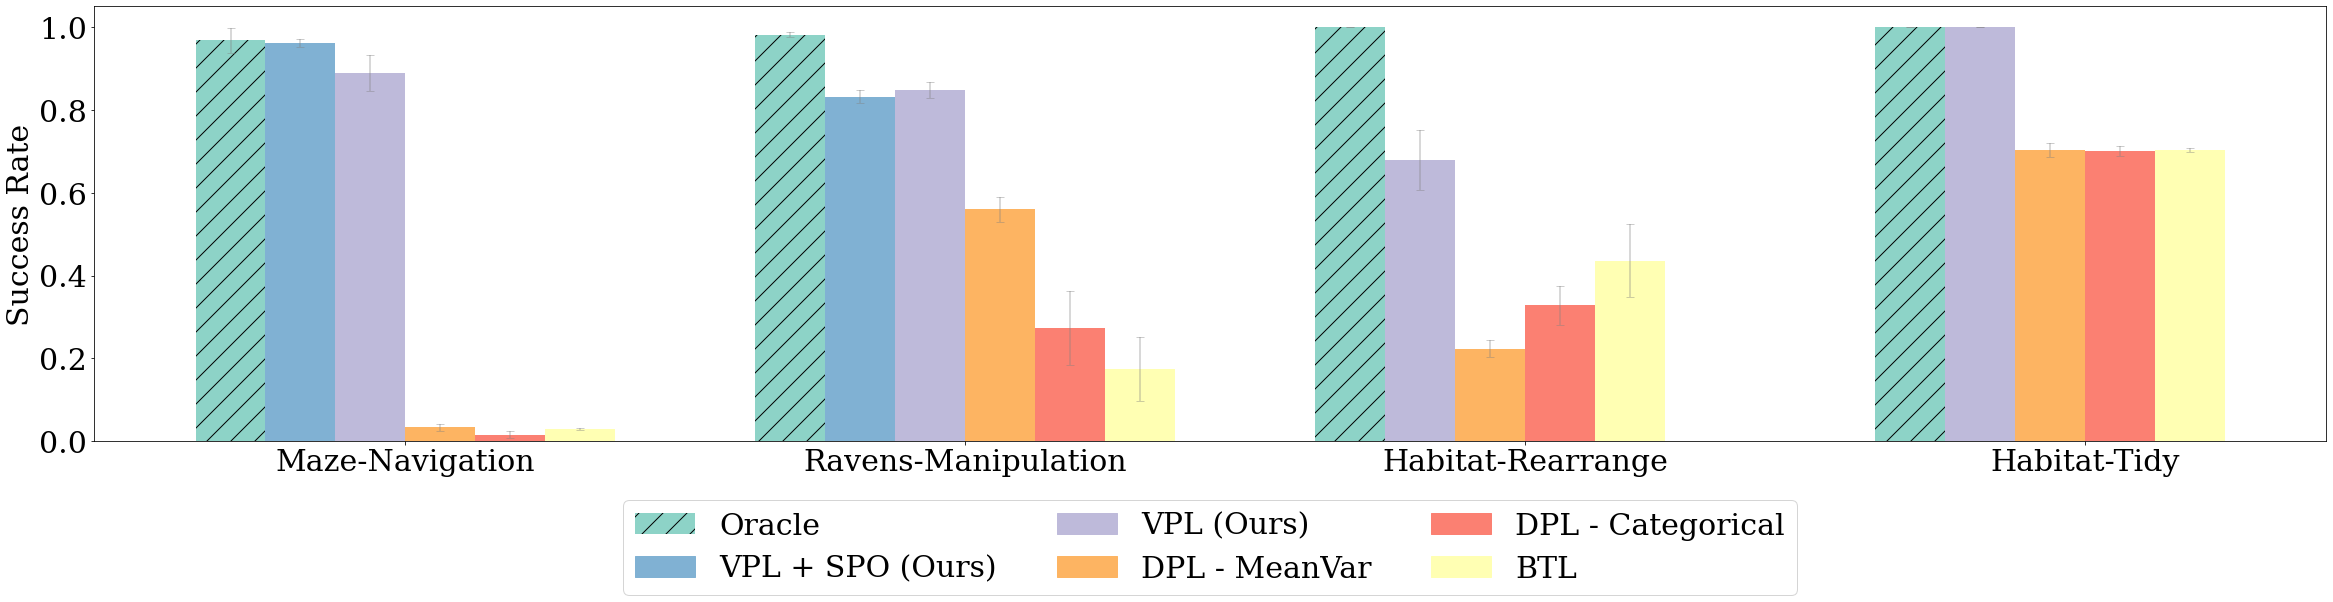 Success Rate
1.0
0.8
0.6
0.4
0.2
0.0
Maze-Navigation
Ravens-Manipulation
Habitat-Rearrange
Habitat-Tidy
Oracle
VPL + SPO (Ours)
VPL (Ours)
DPL - MeanVar
DPL - Categorical
BTL